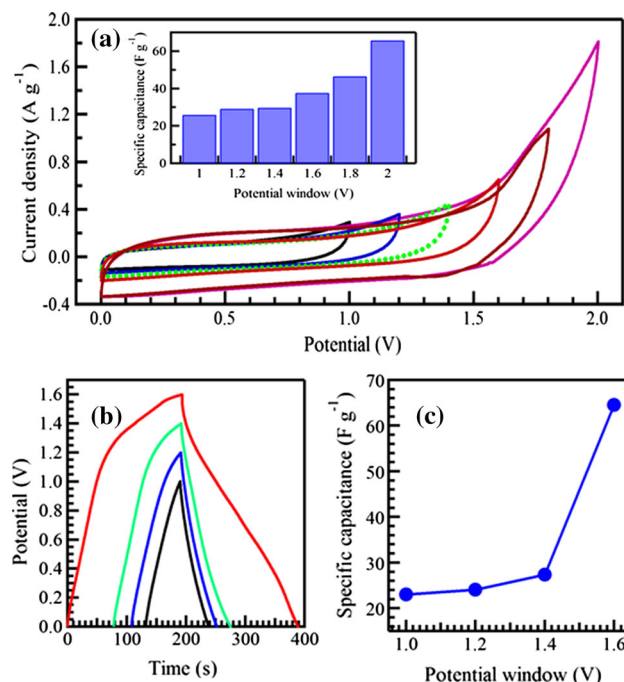 (a)
Specific capacitance (F g⁻¹)
60
40
20
0
1 1.2 1.4 1.6 1.8 2
Potential window (V)
Current density (A g⁻¹)
2.0
1.6
1.2
0.8
0.4
0.0
-0.4
0.0 0.5 1.0 1.5 2.0
Potential (V)
(b)
Potential (V)
1.6
1.4
1.2
1.0
0.8
0.6
0.4
0.2
0.0
0 100 200 300 400
Time (s)
(c)
Specific capacitance (F g⁻¹)
70
60
50
40
30
20
1.0 1.2 1.4 1.6
Potential window (V)